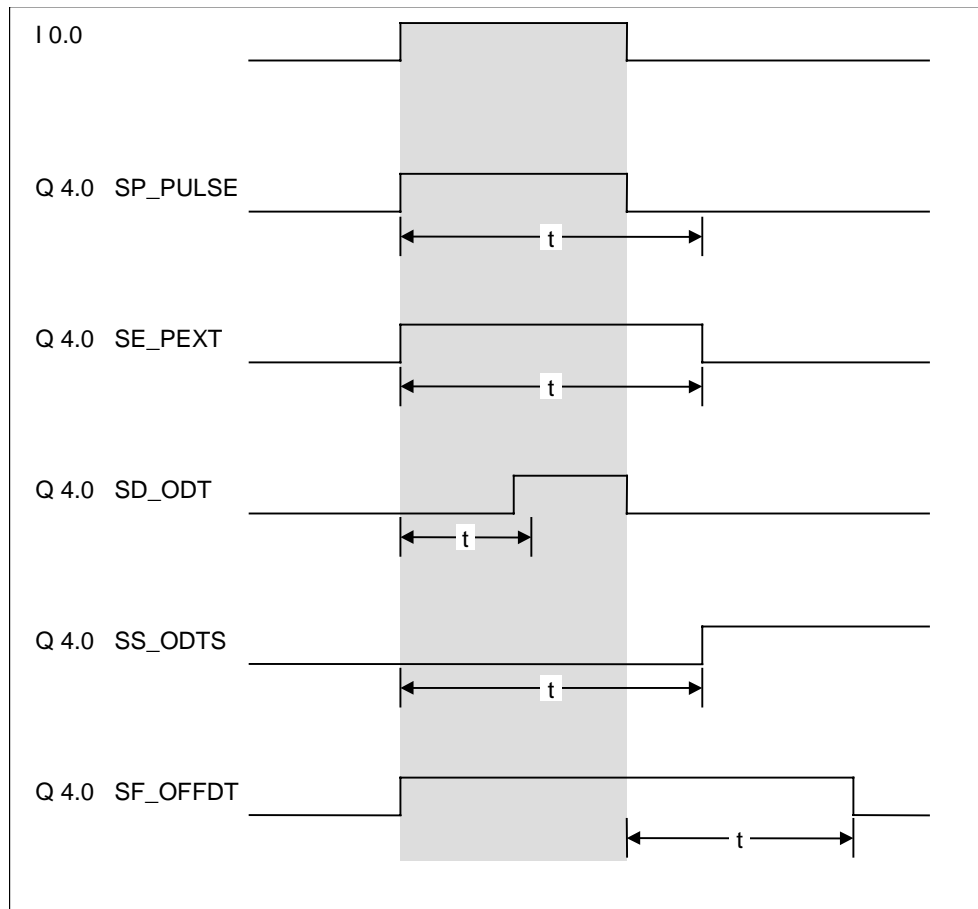 I 0.0
Q 4.0 SP_PULSE
t
Q 4.0 SE_PEXT
t
Q 4.0 SD_ODT
t
Q 4.0 SS_ODTS
t
Q 4.0 SF_OFFDT
t